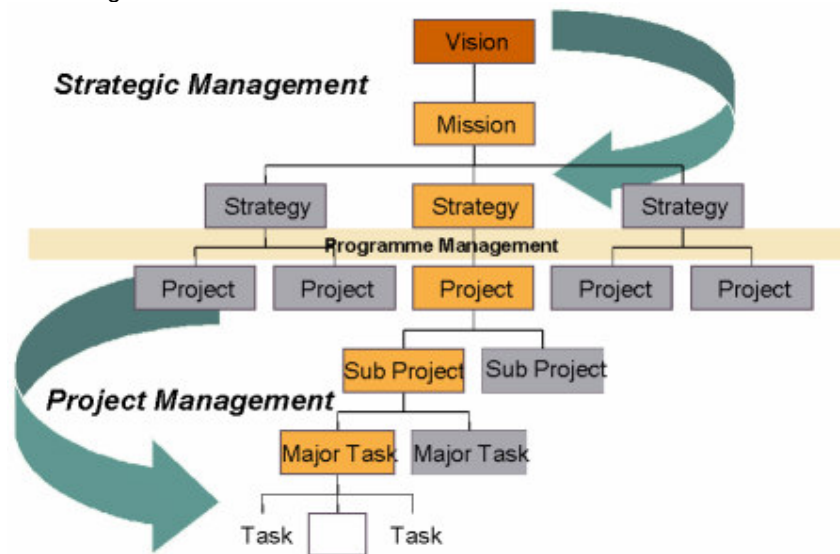 Vision
Strategic Management
Mission
Strategy
Strategy
Strategy
Programme Management
Project
Project
Project
Project
Project
Sub Project
Sub Project
Project Management
Major Task
Major Task
Task
Task